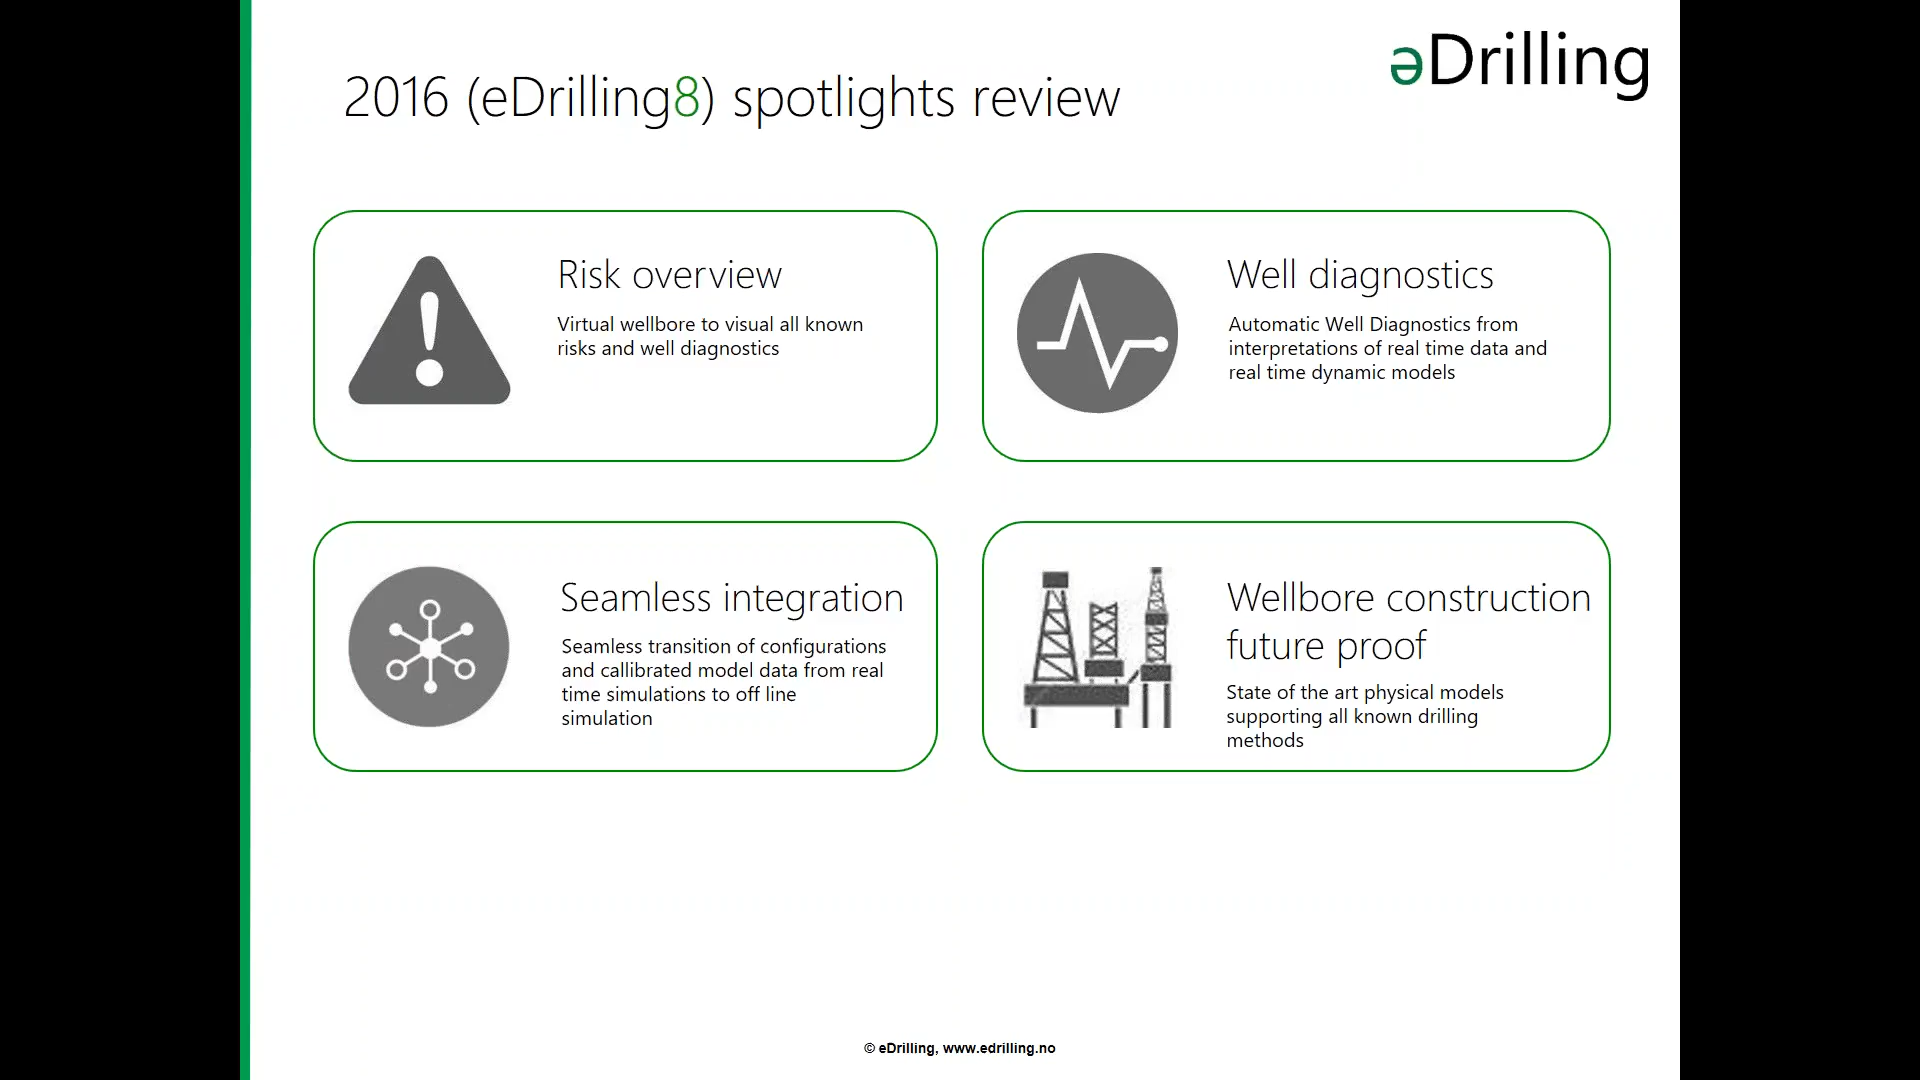 əDrilling
2016 (eDrilling8) spotlights review
Risk overview
Virtual wellbore to visual all known
risks and well diagnostics
Well diagnostics
Automatic Well Diagnostics from
interpretations of real time data and
real time dynamic models
Seamless integration
Seamless transition of configurations
and callibrated model data from real
time simulations to off line
simulation
Wellbore construction
future proof
State of the art physical models
supporting all known drilling
methods
© eDrilling, www.edrilling.no